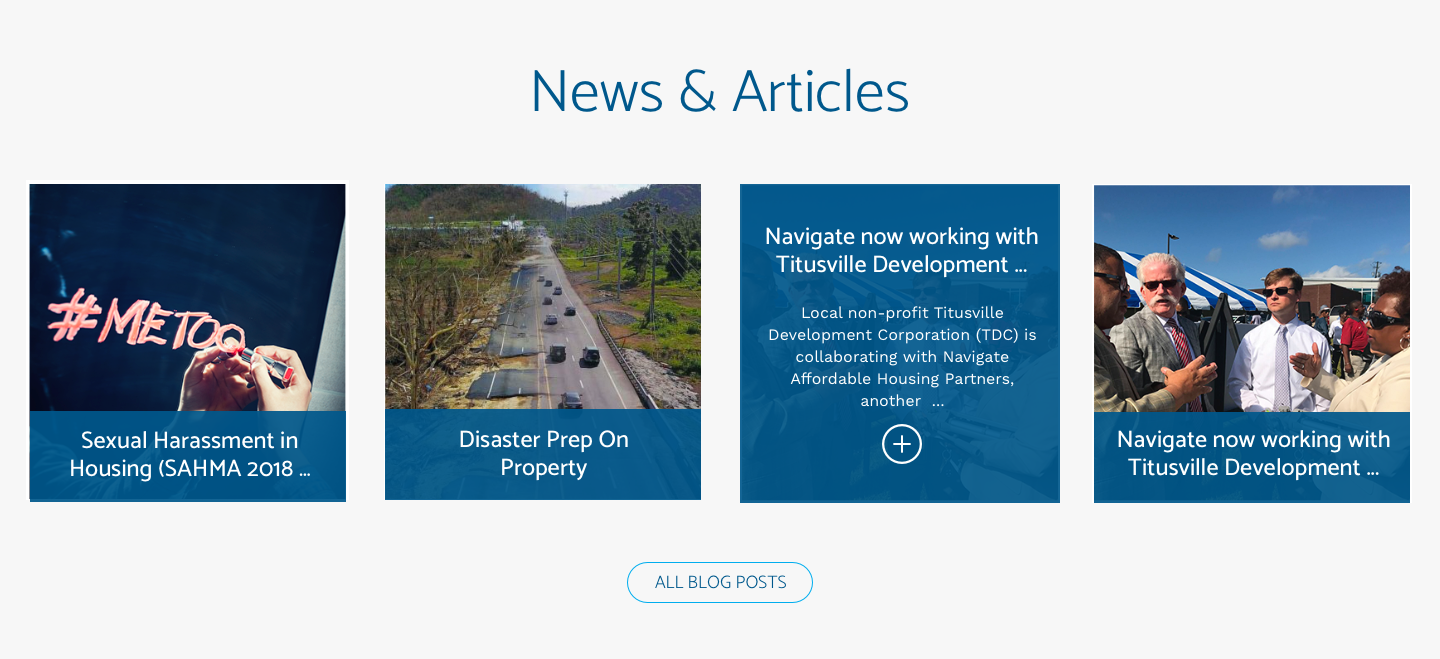 News & Articles
#METOO
Sexual Harassment in
Housing (SAHMA 2018 ...
Disaster Prep On
Property
Navigate now working with
Titusville Development ...
Local non-profit Titusville
Development Corporation (TDC) is
collaborating with Navigate
Affordable Housing Partners,
another ...
Navigate now working with
Titusville Development ...
ALL BLOG POSTS